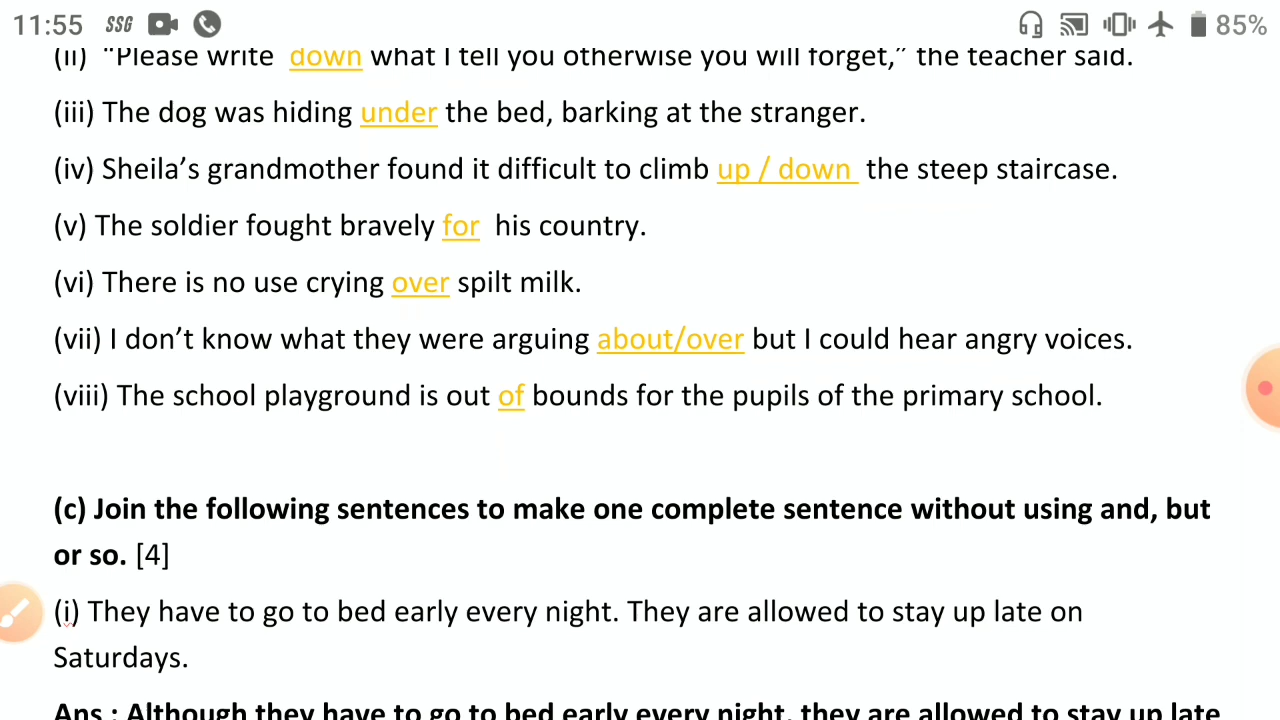 11:55 SSG 85%
(ii) “Please write down what I tell you otherwise you will forget,” the teacher said.
(iii) The dog was hiding under the bed, barking at the stranger.
(iv) Sheila’s grandmother found it difficult to climb up / down the steep staircase.
(v) The soldier fought bravely for his country.
(vi) There is no use crying over spilt milk.
(vii) I don’t know what they were arguing about/over but I could hear angry voices.
(viii) The school playground is out of bounds for the pupils of the primary school.
(c) Join the following sentences to make one complete sentence without using and, but
or so. [4]
(i) They have to go to bed early every night. They are allowed to stay up late on
Saturdays.
Ans : Although they have to go to bed early every night, they are allowed to stay up late